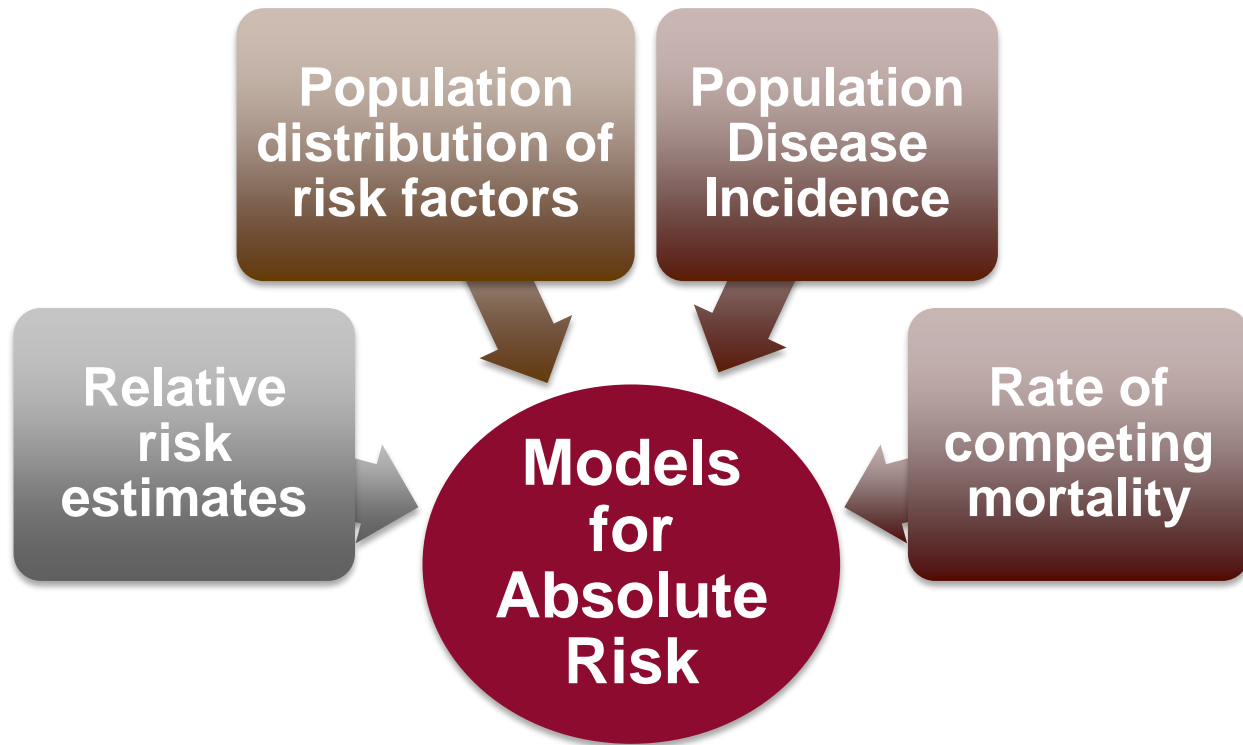 Population
distribution of
risk factors
Population
Disease
Incidence
Relative
risk
estimates
Rate of
competing
mortality
Models
for
Absolute
Risk